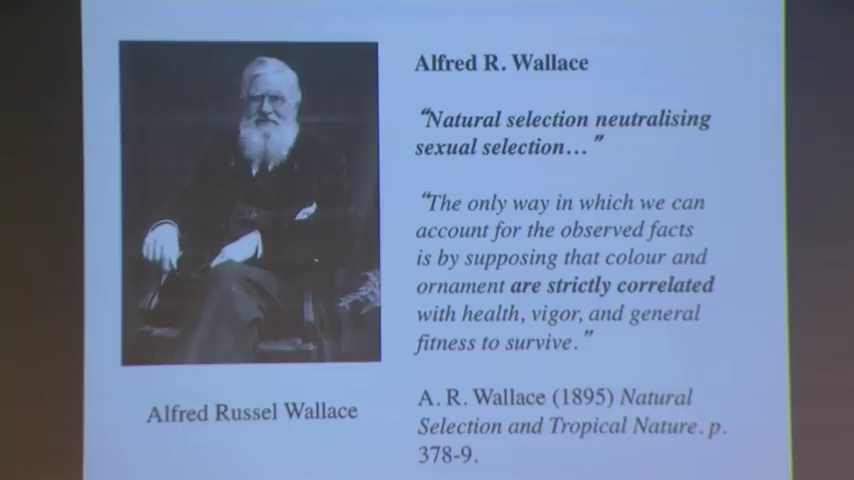 Alfred R. Wallace
“Natural selection neutralising
sexual selection…”
“The only way in which we can
account for the observed facts
is by supposing that colour and
ornament are strictly correlated
with health, vigor, and general
fitness to survive.”
Alfred Russel Wallace
A. R. Wallace (1895) Natural
Selection and Tropical Nature. p.
378-9.